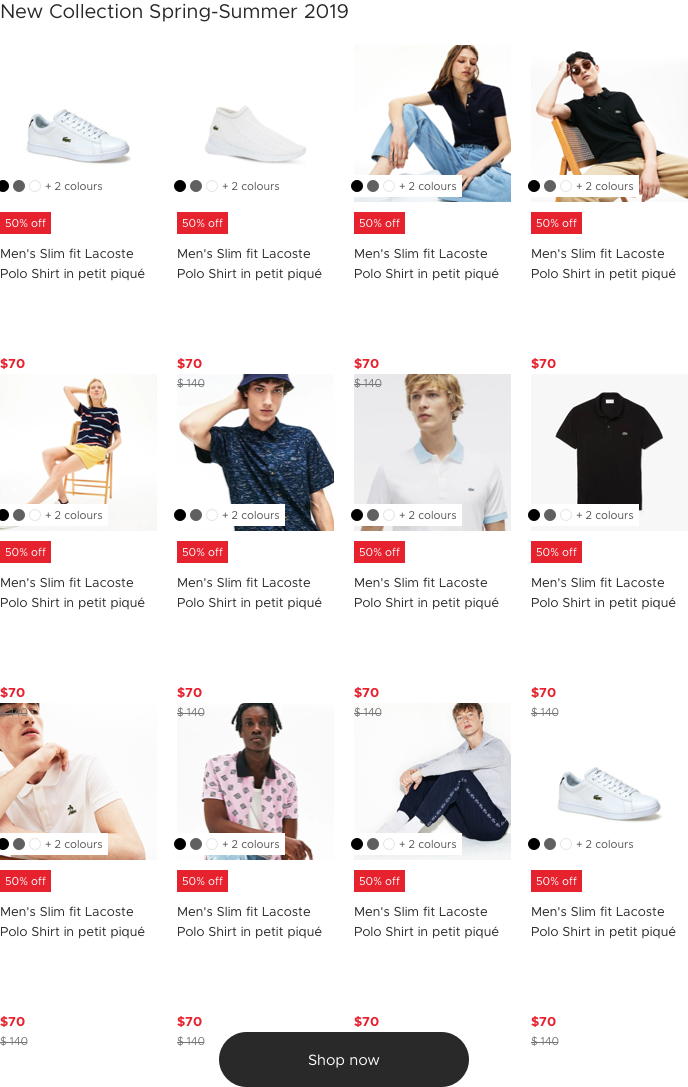 New Collection Spring-Summer 2019
+ 2 colours
+ 2 colours
+ 2 colours
+ 2 colours
50% off
50% off
50% off
50% off
Men's Slim fit Lacoste
Polo Shirt in petit piqué
Men's Slim fit Lacoste
Polo Shirt in petit piqué
Men's Slim fit Lacoste
Polo Shirt in petit piqué
Men's Slim fit Lacoste
Polo Shirt in petit piqué
$70
$70
$ 140
$70
$ 140
$70
+ 2 colours
+ 2 colours
+ 2 colours
+ 2 colours
50% off
50% off
50% off
50% off
Men's Slim fit Lacoste
Polo Shirt in petit piqué
Men's Slim fit Lacoste
Polo Shirt in petit piqué
Men's Slim fit Lacoste
Polo Shirt in petit piqué
Men's Slim fit Lacoste
Polo Shirt in petit piqué
$70
$ 140
$70
$ 140
$70
$ 140
$70
$ 140
+ 2 colours
+ 2 colours
+ 2 colours
+ 2 colours
50% off
50% off
50% off
50% off
Men's Slim fit Lacoste
Polo Shirt in petit piqué
Men's Slim fit Lacoste
Polo Shirt in petit piqué
Men's Slim fit Lacoste
Polo Shirt in petit piqué
Men's Slim fit Lacoste
Polo Shirt in petit piqué
$70
$ 140
$70
$ 140
$70
$70
$ 140
Shop now